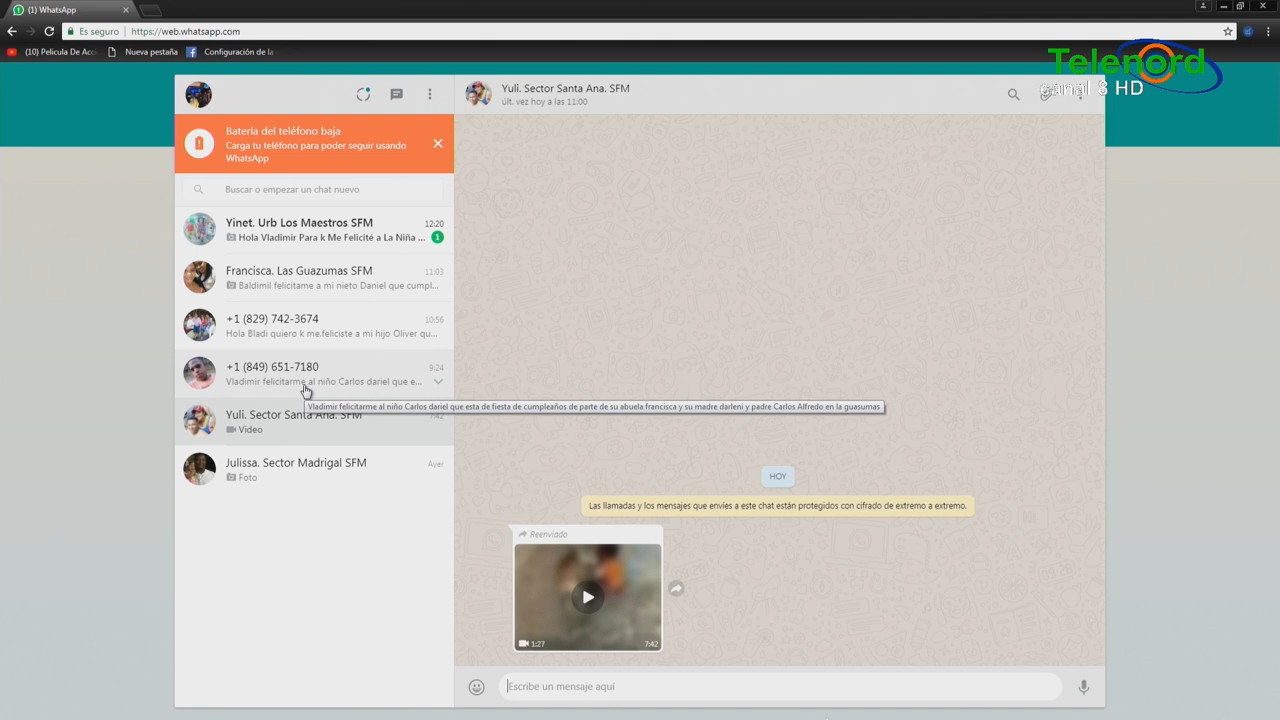 (1) WhatsApp
Es seguro
https://web.whatsapp.com
(10) Pelicula De Acci
Nueva pestaña
Configuración de la
Telenord
canal 8 HD
Yuli. Sector Santa Ana. SFM
últ. vez hoy a las 11:00
Batería del teléfono baja
Carga tu teléfono para poder seguir usando
WhatsApp
Buscar o empezar un chat nuevo
Yinet. Urb Los Maestros SFM 12:20
Hola Vladimir Para k Me Felicité a La Niña ... 1
Francisca. Las Guazumas SFM 11:03
Baldimil felicitame a mi nieto Daniel que cumpl...
+1 (829) 742-3674 10:56
Hola Bladi quiero k me.feliciste a mi hijo Oliver qu...
+1 (849) 651-7180 9:24
Vladimir felicitarme al niño Carlos dariel que e...
Vladimir felicitarme al niño Carlos dariel que esta de fiesta de cumpleaños de parte de su abuela francisca y su madre darleni y padre Carlos Alfredo en la guasumas
Yuli. Sector Santa Ana. SFM 7:42
Video
Julissa. Sector Madrigal SFM Ayer
Foto
HOY
Las llamadas y los mensajes que envíes a este chat están protegidos con cifrado de extremo a extremo.
Reenviado
1:27 7:42
Escribe un mensaje aquí